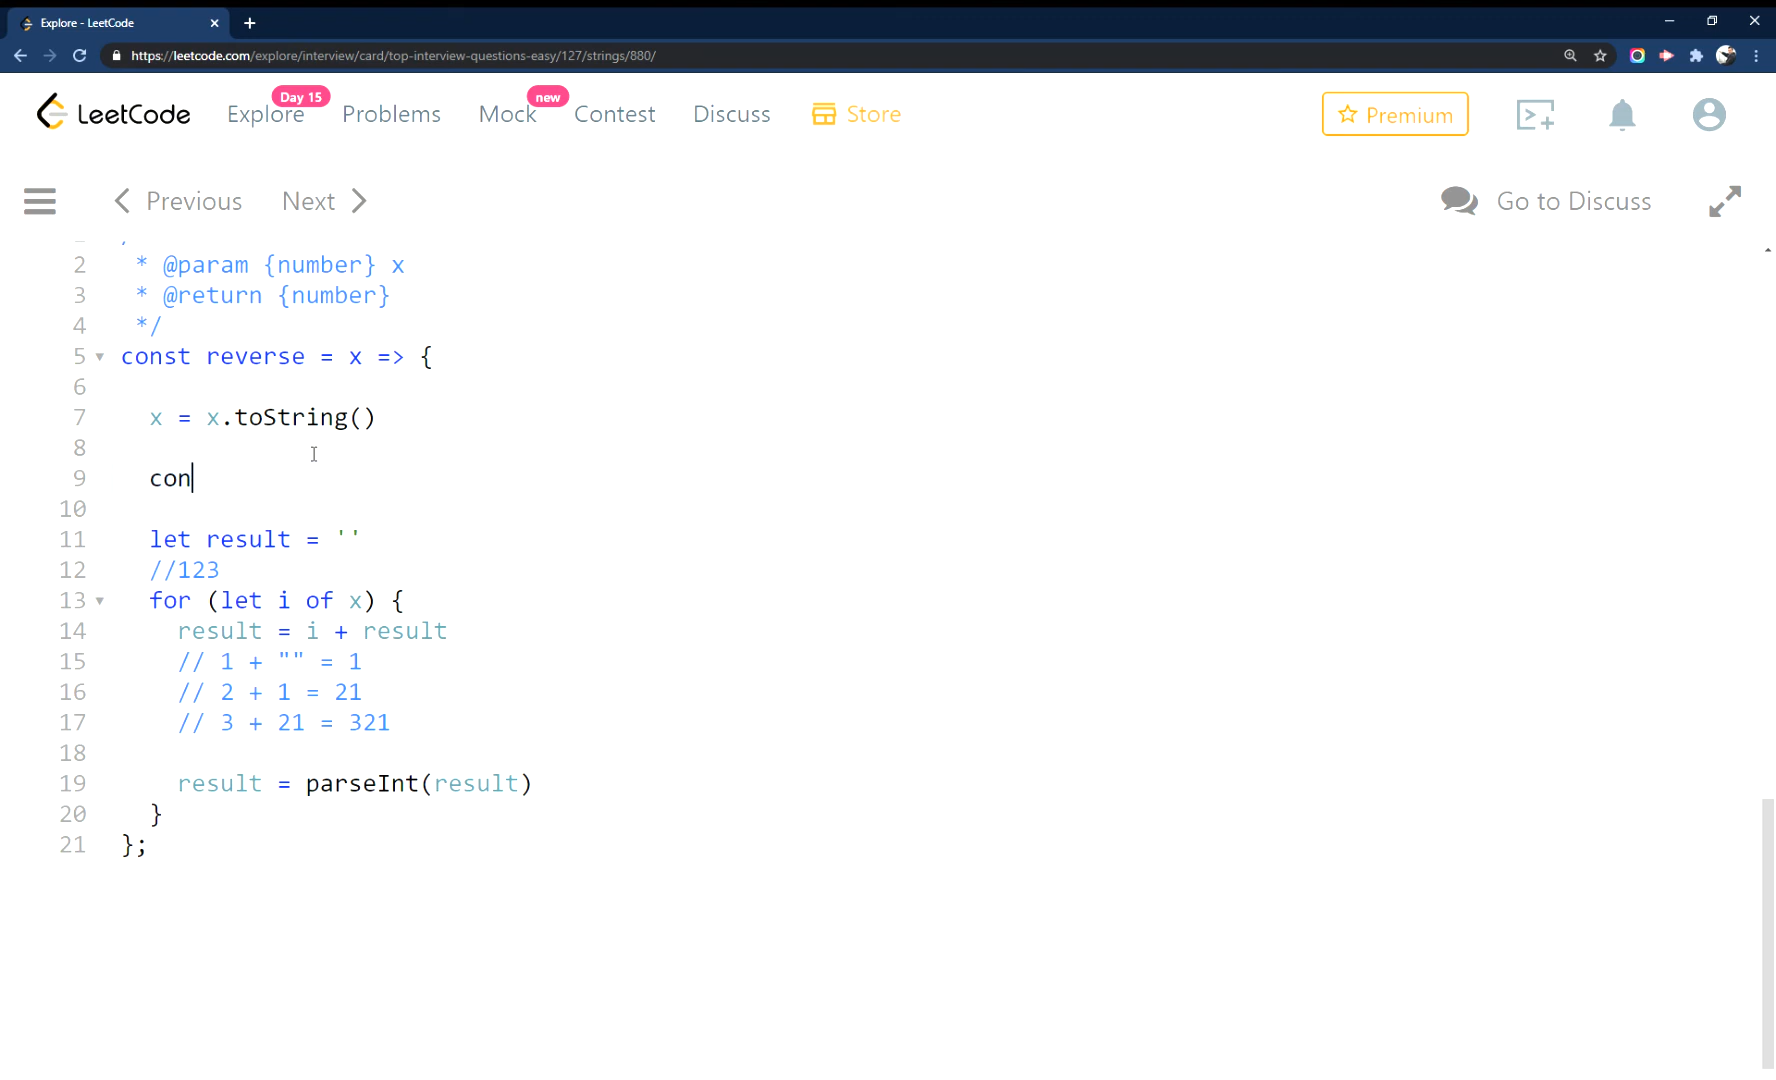 Explore - LeetCode
https://leetcode.com/explore/interview/card/top-interview-questions-easy/127/strings/880/
LeetCode Explore Day 15 Problems Mock new Contest Discuss Store Premium
Previous Next Go to Discuss
2 * @param {number} x
3 * @return {number}
4 */
5 const reverse = x => {
6
7 x = x.toString()
8
9 con
10
11 let result = ''
12 //123
13 for (let i of x) {
14 result = i + result
15 // 1 + "" = 1
16 // 2 + 1 = 21
17 // 3 + 21 = 321
18
19 result = parseInt(result)
20 }
21 };